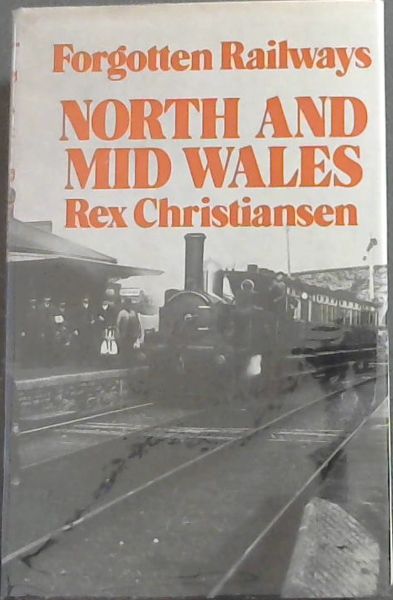 Forgotten Railways
NORTH AND
MID WALES
Rex Christiansen